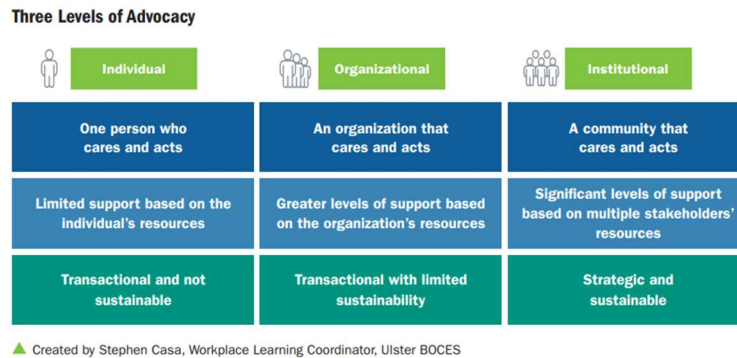 Three Levels of Advocacy
Individual
Organizational
Institutional
One person who
cares and acts
An organization that
cares and acts
A community that
cares and acts
Limited support based on the
individual's resources
Greater levels of support based
on the organization's resources
Significant levels of support
based on multiple stakeholders'
resources
Transactional and not
sustainable
Transactional with limited
sustainability
Strategic and
sustainable
Created by Stephen Casa, Workplace Learning Coordinator, Ulster BOCES